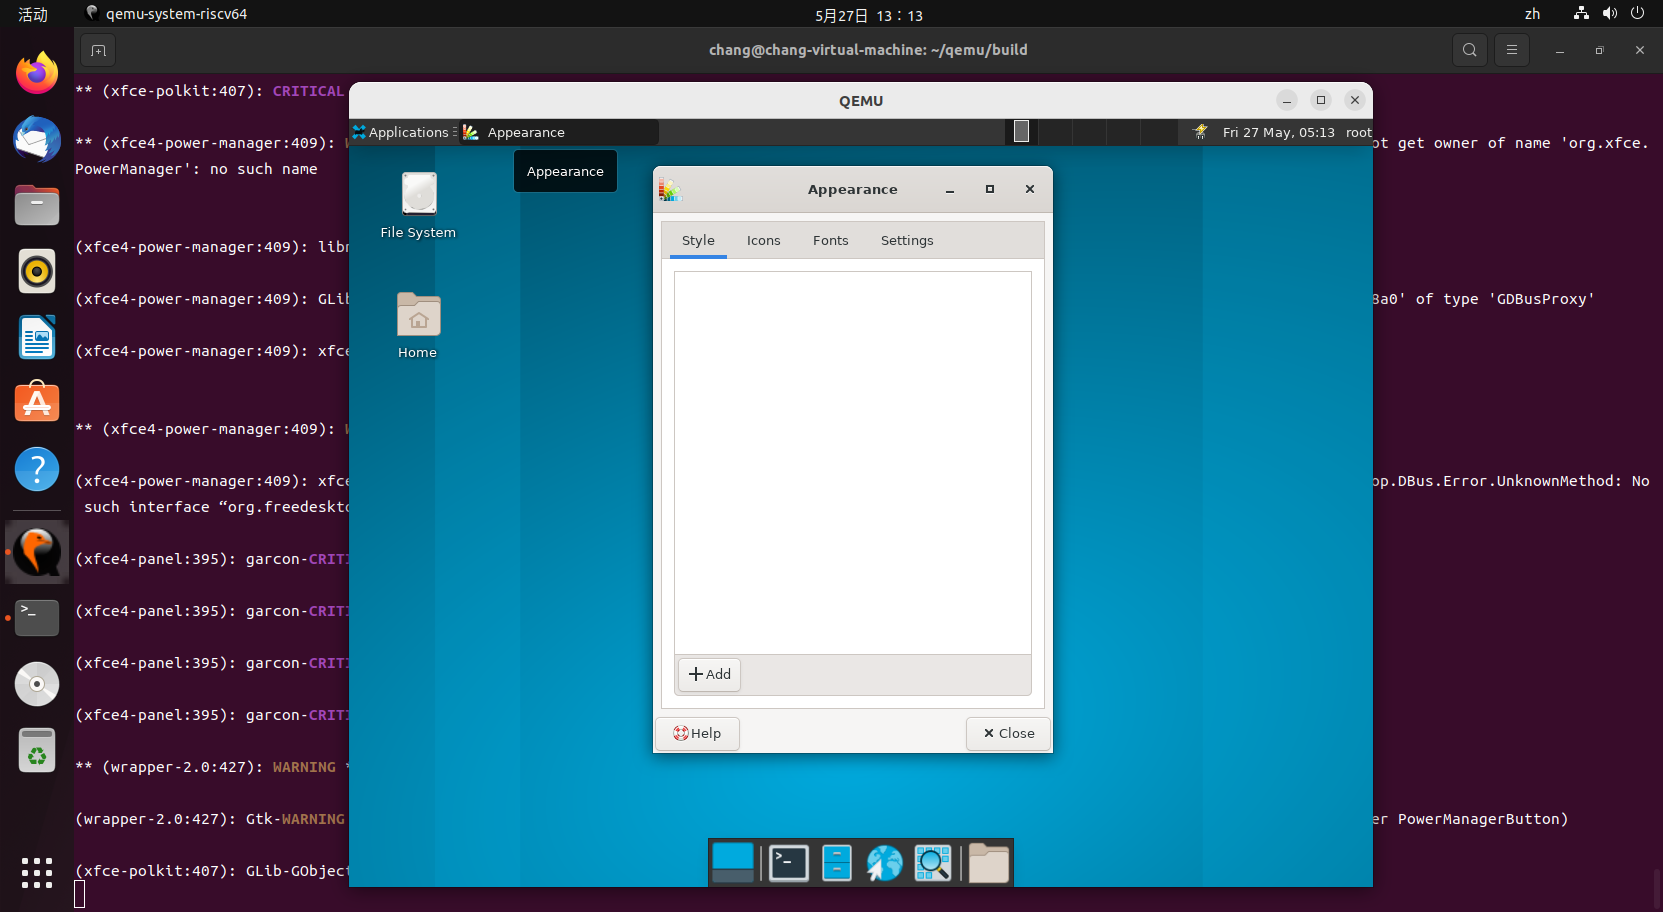 活动
qemu-system-riscv64
5月27日 13：13
zh
chang@chang-virtual-machine: ~/qemu/build
** (xfce-polkit:407): CRITICAL
** (xfce4-power-manager:409):
ot get owner of name 'org.xfce.
PowerManager': no such name
(xfce4-power-manager:409):
(xfce4-power-manager:409): GLib
8a0' of type 'GDBusProxy'
(xfce4-power-manager:409): xfce
** (xfce4-power-manager:409):
(xfce4-power-manager:409): xfce
op.DBus.Error.UnknownMethod: No
such interface “org.freedeskto
(xfce4-panel:395): garcon-CRITI
(xfce4-panel:395): garcon-CRITI
(xfce4-panel:395): garcon-CRITI
(xfce4-panel:395): garcon-CRITI
** (wrapper-2.0:427): WARNING *
(wrapper-2.0:427): Gtk-WARNING
er PowerManagerButton)
(xfce-polkit:407): GLib-GObject
QEMU
Applications
Appearance
Fri 27 May, 05:13
root
Appearance
File System
Home
Appearance
Style
Icons
Fonts
Settings
Add
Help
Close